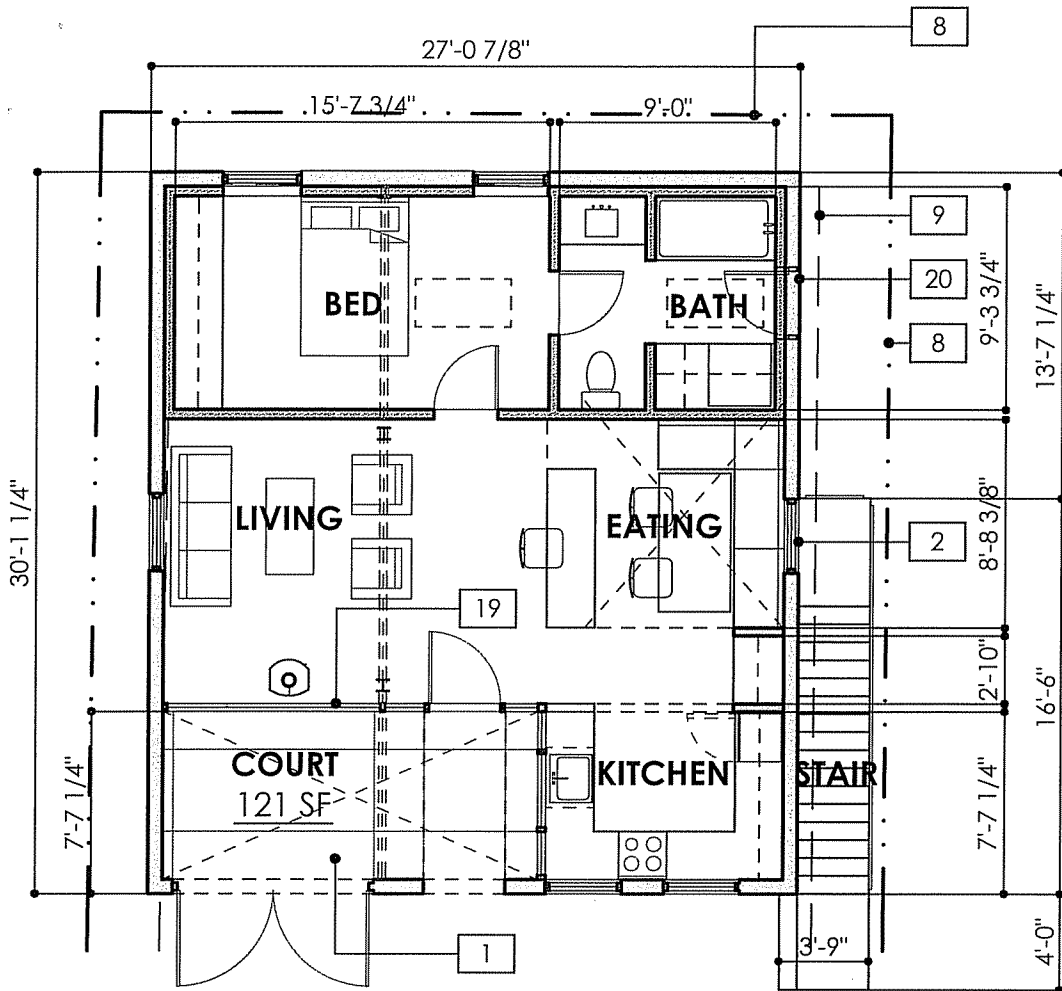 8
27'-0 7/8"
15'-7 3/4"
9'-0"
9
20
8
9'-3 3/4"
13'-7 1/4"
BED
BATH
30'-1 1/4"
LIVING
EATING
2
8'-8 3/8"
19
2'-10"
16'-6"
COURT
121 SF
KITCHEN
STAIR
7'-7 1/4"
7'-7 1/4"
1
3'-9"
4'-0"